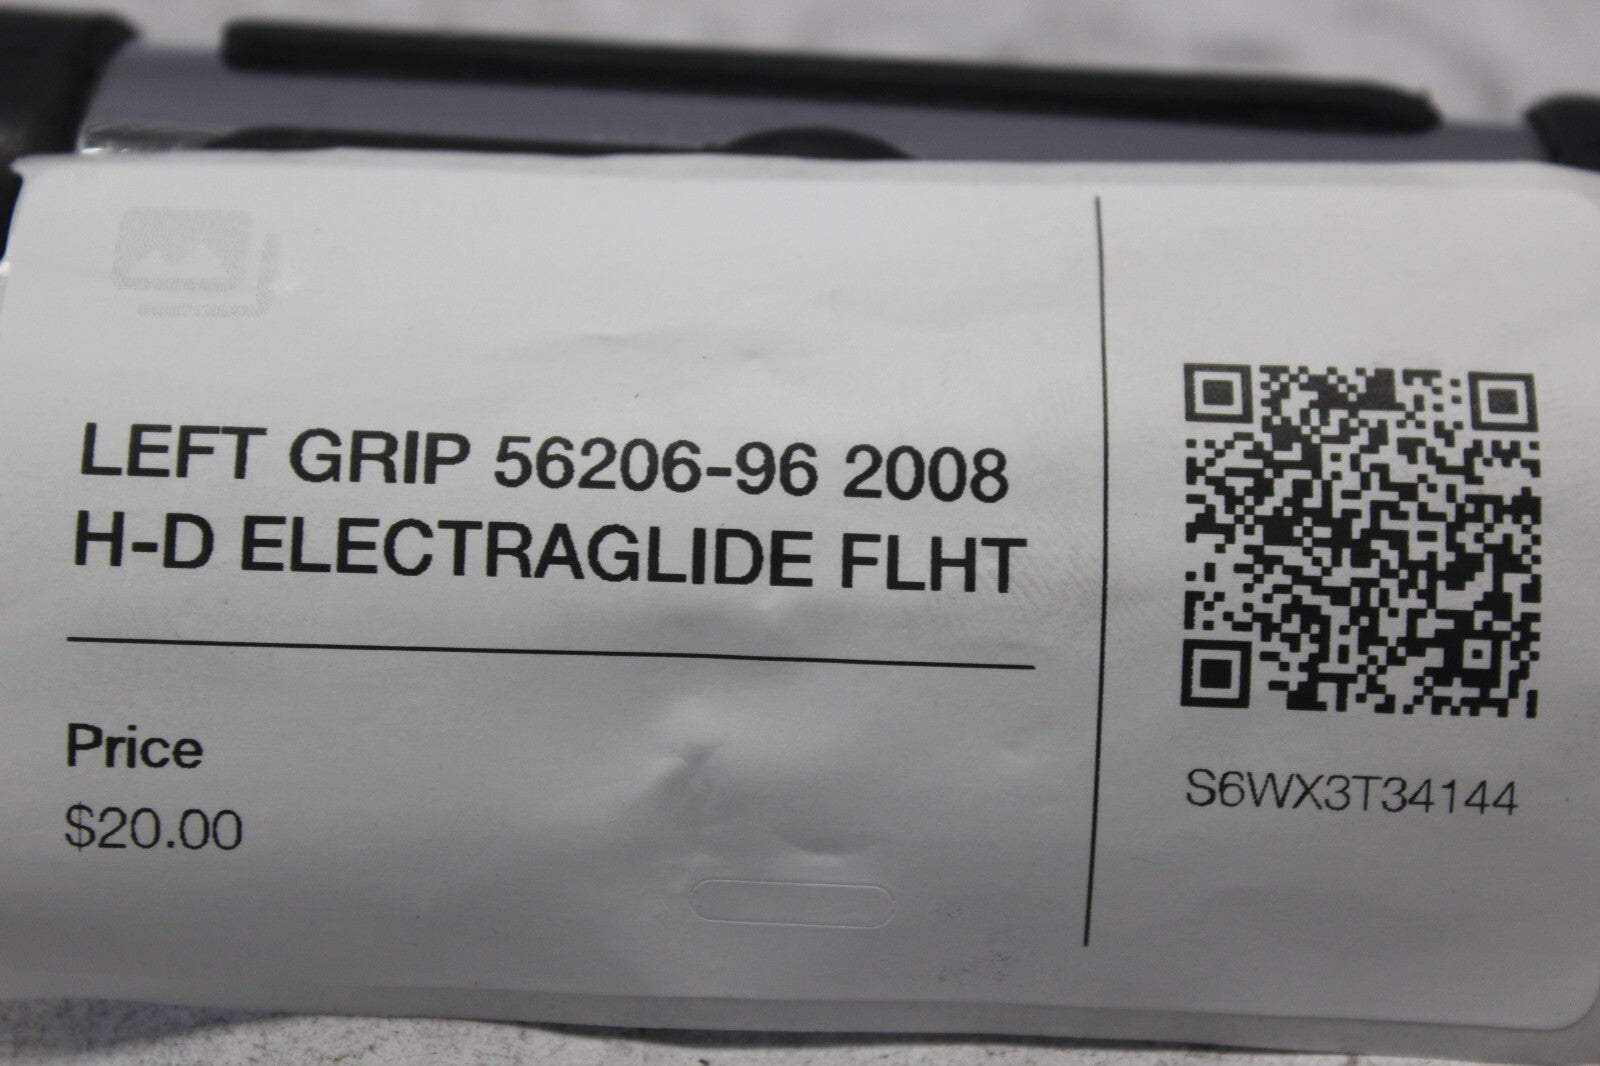 LEFT GRIP 56206-96 2008
H-D ELECTRAGLIDE FLHT
Price
$20.00
S6WX3T34144